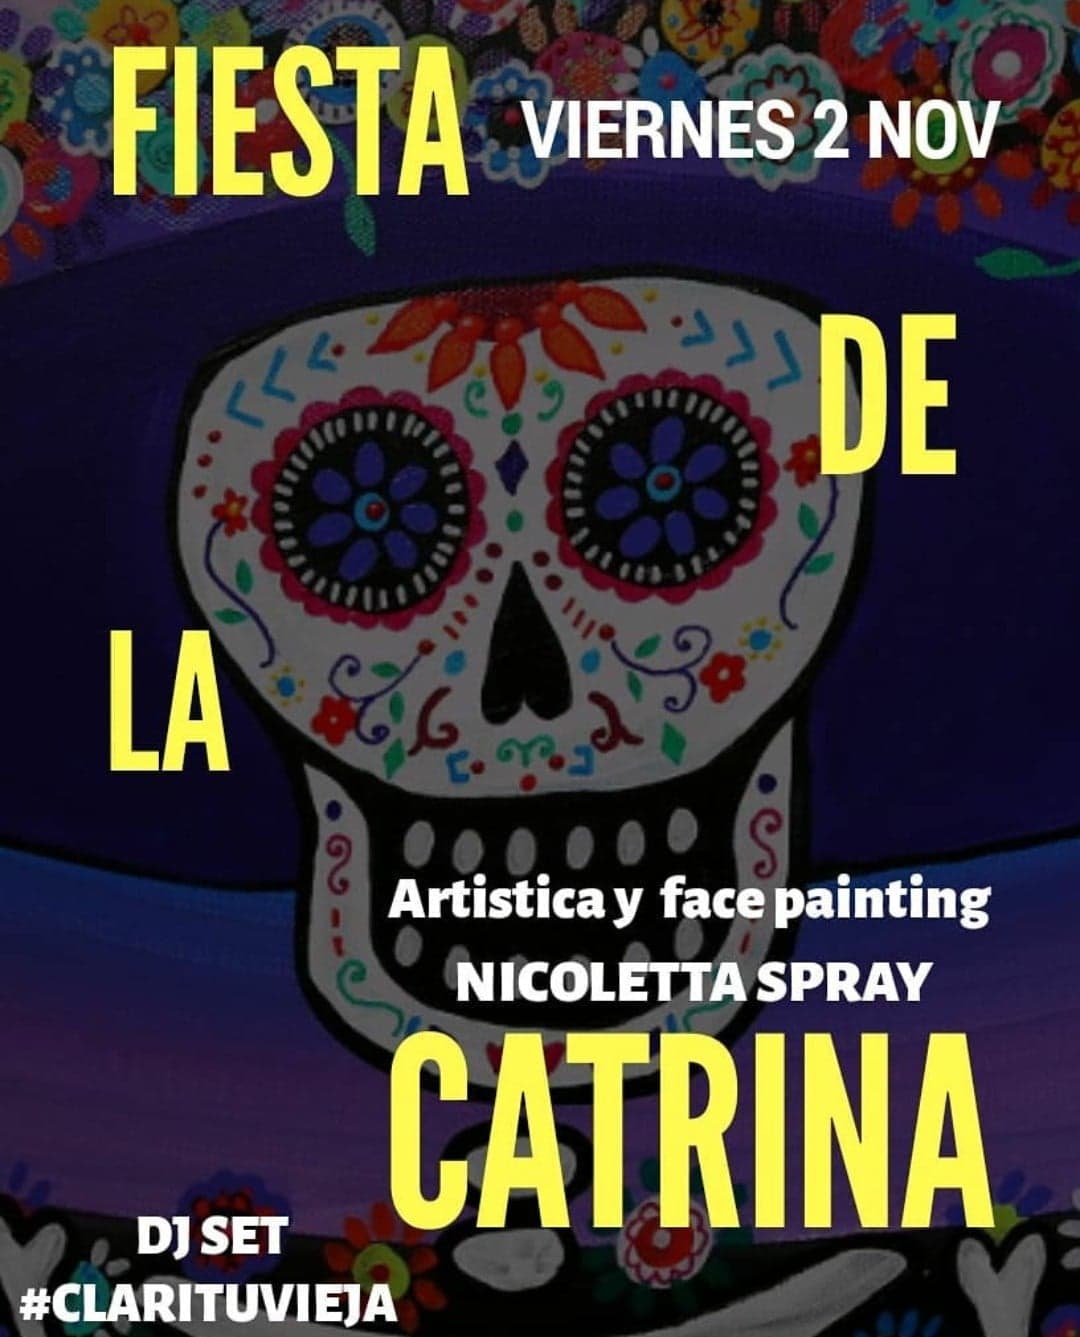 FIESTA
VIERNES 2 NOV
DE
LA
Artistica y face painting
NICOLETTA SPRAY
CATRINA
DJ SET
#CLARITUVIEJA